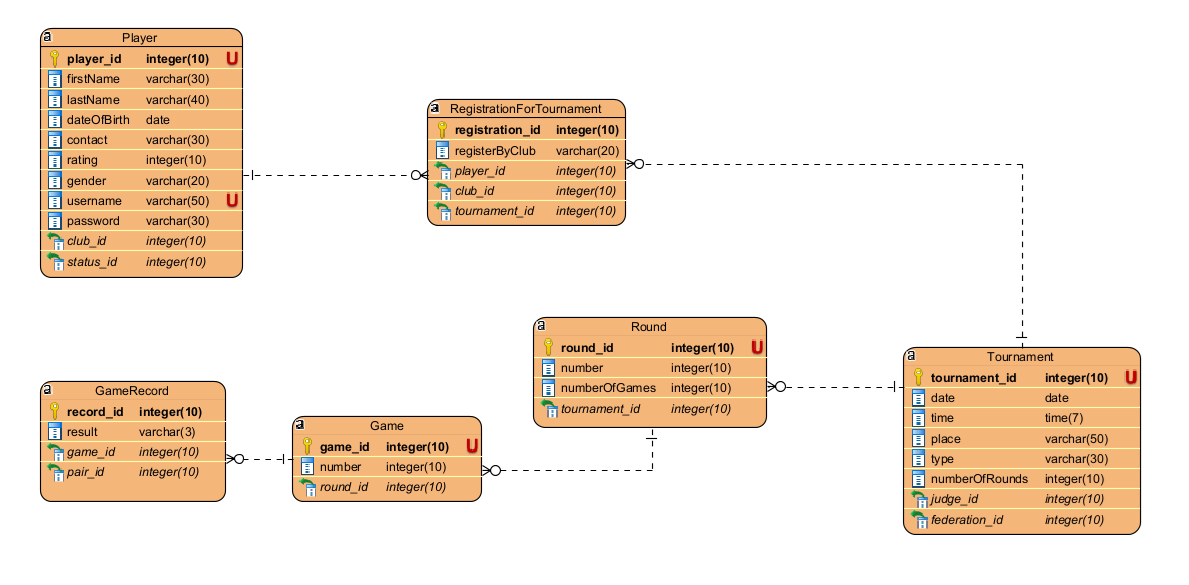 a
Player
player_id integer(10) U
firstName varchar(30)
lastName varchar(40)
dateOfBirth date
contact varchar(30)
rating integer(10)
gender varchar(20)
username varchar(50) U
password varchar(30)
club_id integer(10)
status_id integer(10)
a
RegistrationForTournament
registration_id integer(10)
registerByClub varchar(20)
player_id integer(10)
club_id integer(10)
tournament_id integer(10)
a
Round
round_id integer(10) U
number integer(10)
numberOfGames integer(10)
tournament_id integer(10)
a
Tournament
tournament_id integer(10) U
date date
time time(7)
place varchar(50)
type varchar(30)
numberOfRounds integer(10)
judge_id integer(10)
federation_id integer(10)
a
GameRecord
record_id integer(10)
result varchar(3)
game_id integer(10)
pair_id integer(10)
a
Game
game_id integer(10) U
number integer(10)
round_id integer(10)